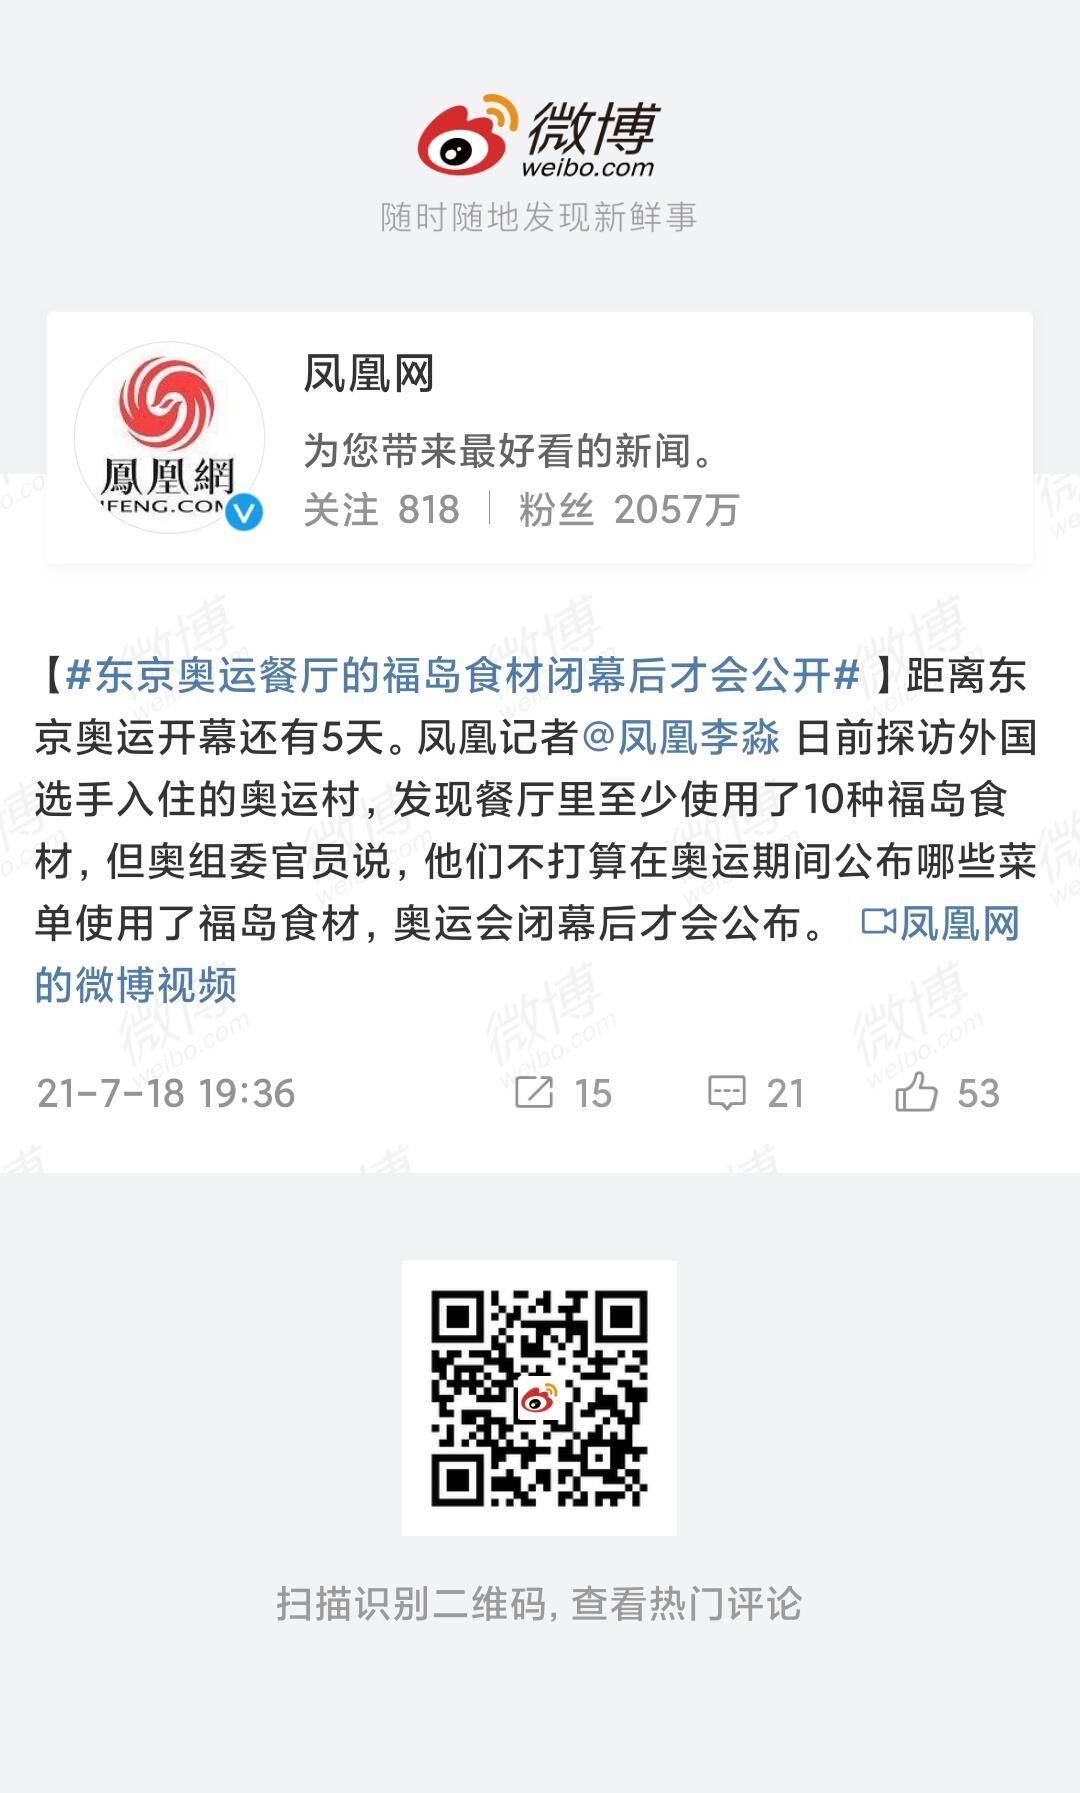 微博
weibo.com
随时随地发现新鲜事
鳳凰網
IFENG.COM
凤凰网
为您带来最好看的新闻。
关注 818 | 粉丝 2057万
【#东京奥运餐厅的福岛食材闭幕后才会公开# 】距离东
京奥运开幕还有5天。凤凰记者@凤凰李淼 日前探访外国
选手入住的奥运村，发现餐厅里至少使用了10种福岛食
材，但奥组委官员说，他们不打算在奥运期间公布哪些菜
单使用了福岛食材，奥运会闭幕后才会公布。 凤凰网
的微博视频
21-7-18 19:36 15 21 53
扫描识别二维码, 查看热门评论